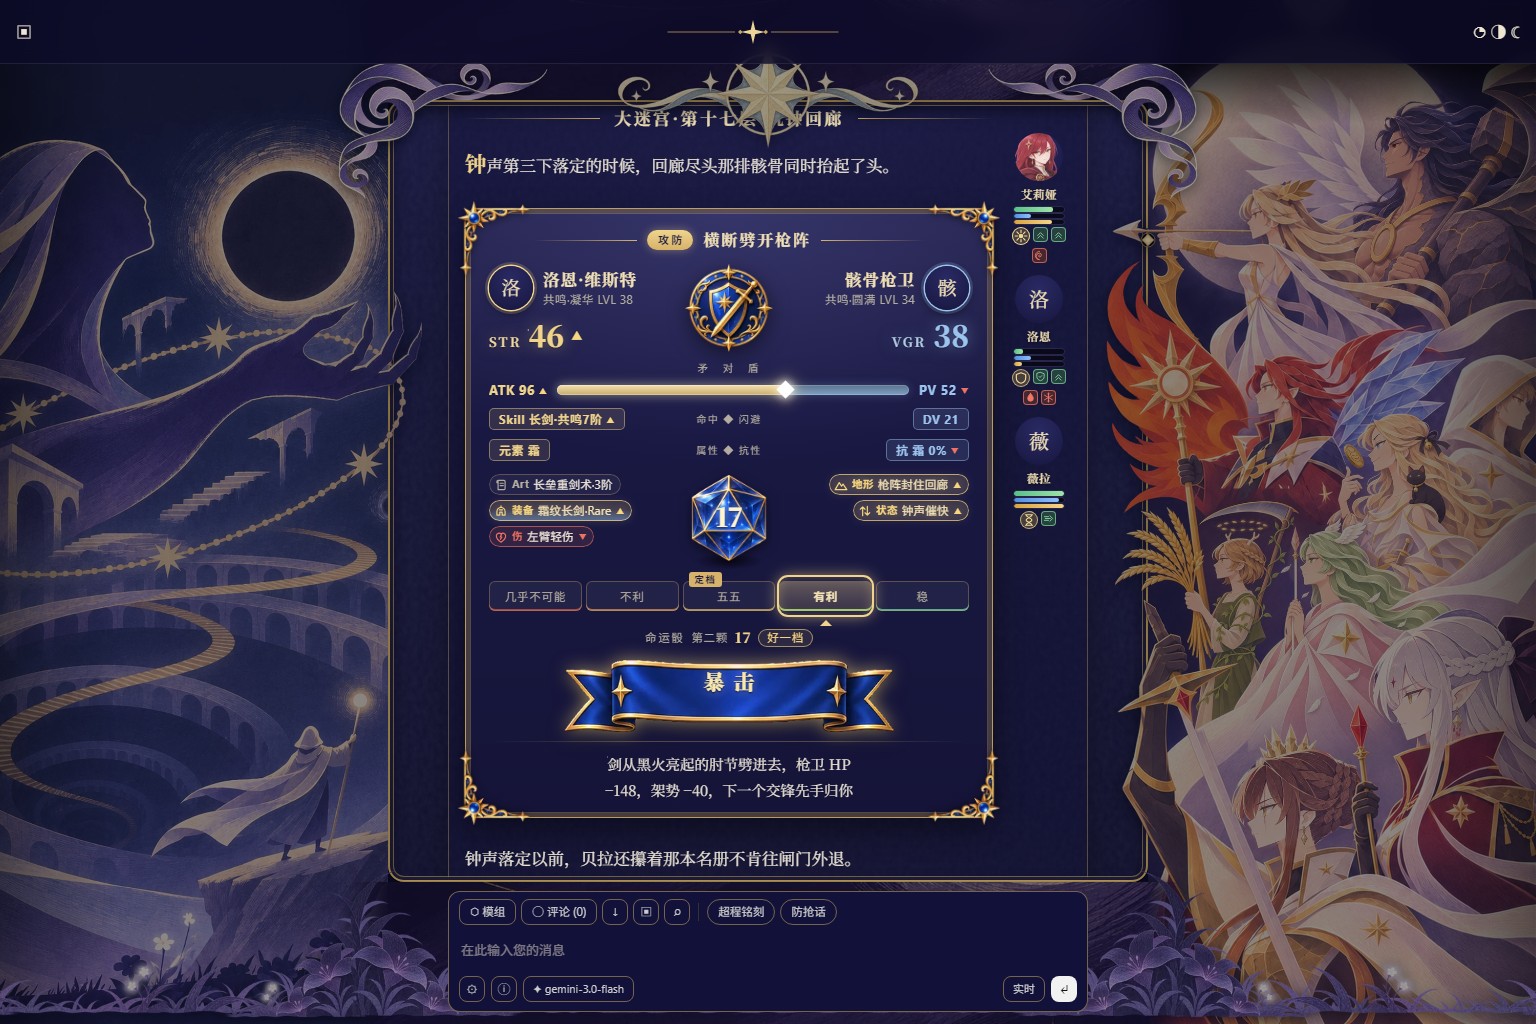 大迷宫·第十七层 钟回廊
钟声第三下落定的时候，回廊尽头那排骸骨同时抬起了头。
攻防 横断劈开枪阵
洛 洛恩·维斯特
共鸣·凝华 LVL 38
骸骨枪卫 骸
共鸣·圆满 LVL 34
STR 46 ▲
VGR 38
矛 对 盾
ATK 96 ▲ PV 52 ▼
Skill 长剑·共鸣7阶 ▲ 命中 ◆ 闪避 DV 21
元素 霜 属性 ◆ 抗性 抗 霜 0% ▼
Art 长垒重剑术·3阶
装备 霜纹长剑·Rare ▲
伤 左臂轻伤 ▼
17
地形 枪阵封住回廊 ▲
状态 钟声催快 ▲
定档
几乎不可能 不利 五五 有利 稳
命运骰 第二颗 17 好一档
暴击
剑从黑火亮起的肘节劈进去，枪卫 HP
−148，架势 −40，下一个交锋先手归你
钟声落定以前，贝拉还攥着那本名册不肯往闸门外退。
艾莉娅
洛
洛恩
薇
薇拉
模组 评论 (0) 超程铭刻 防抢话
在此输入您的消息
gemini-3.0-flash 实时